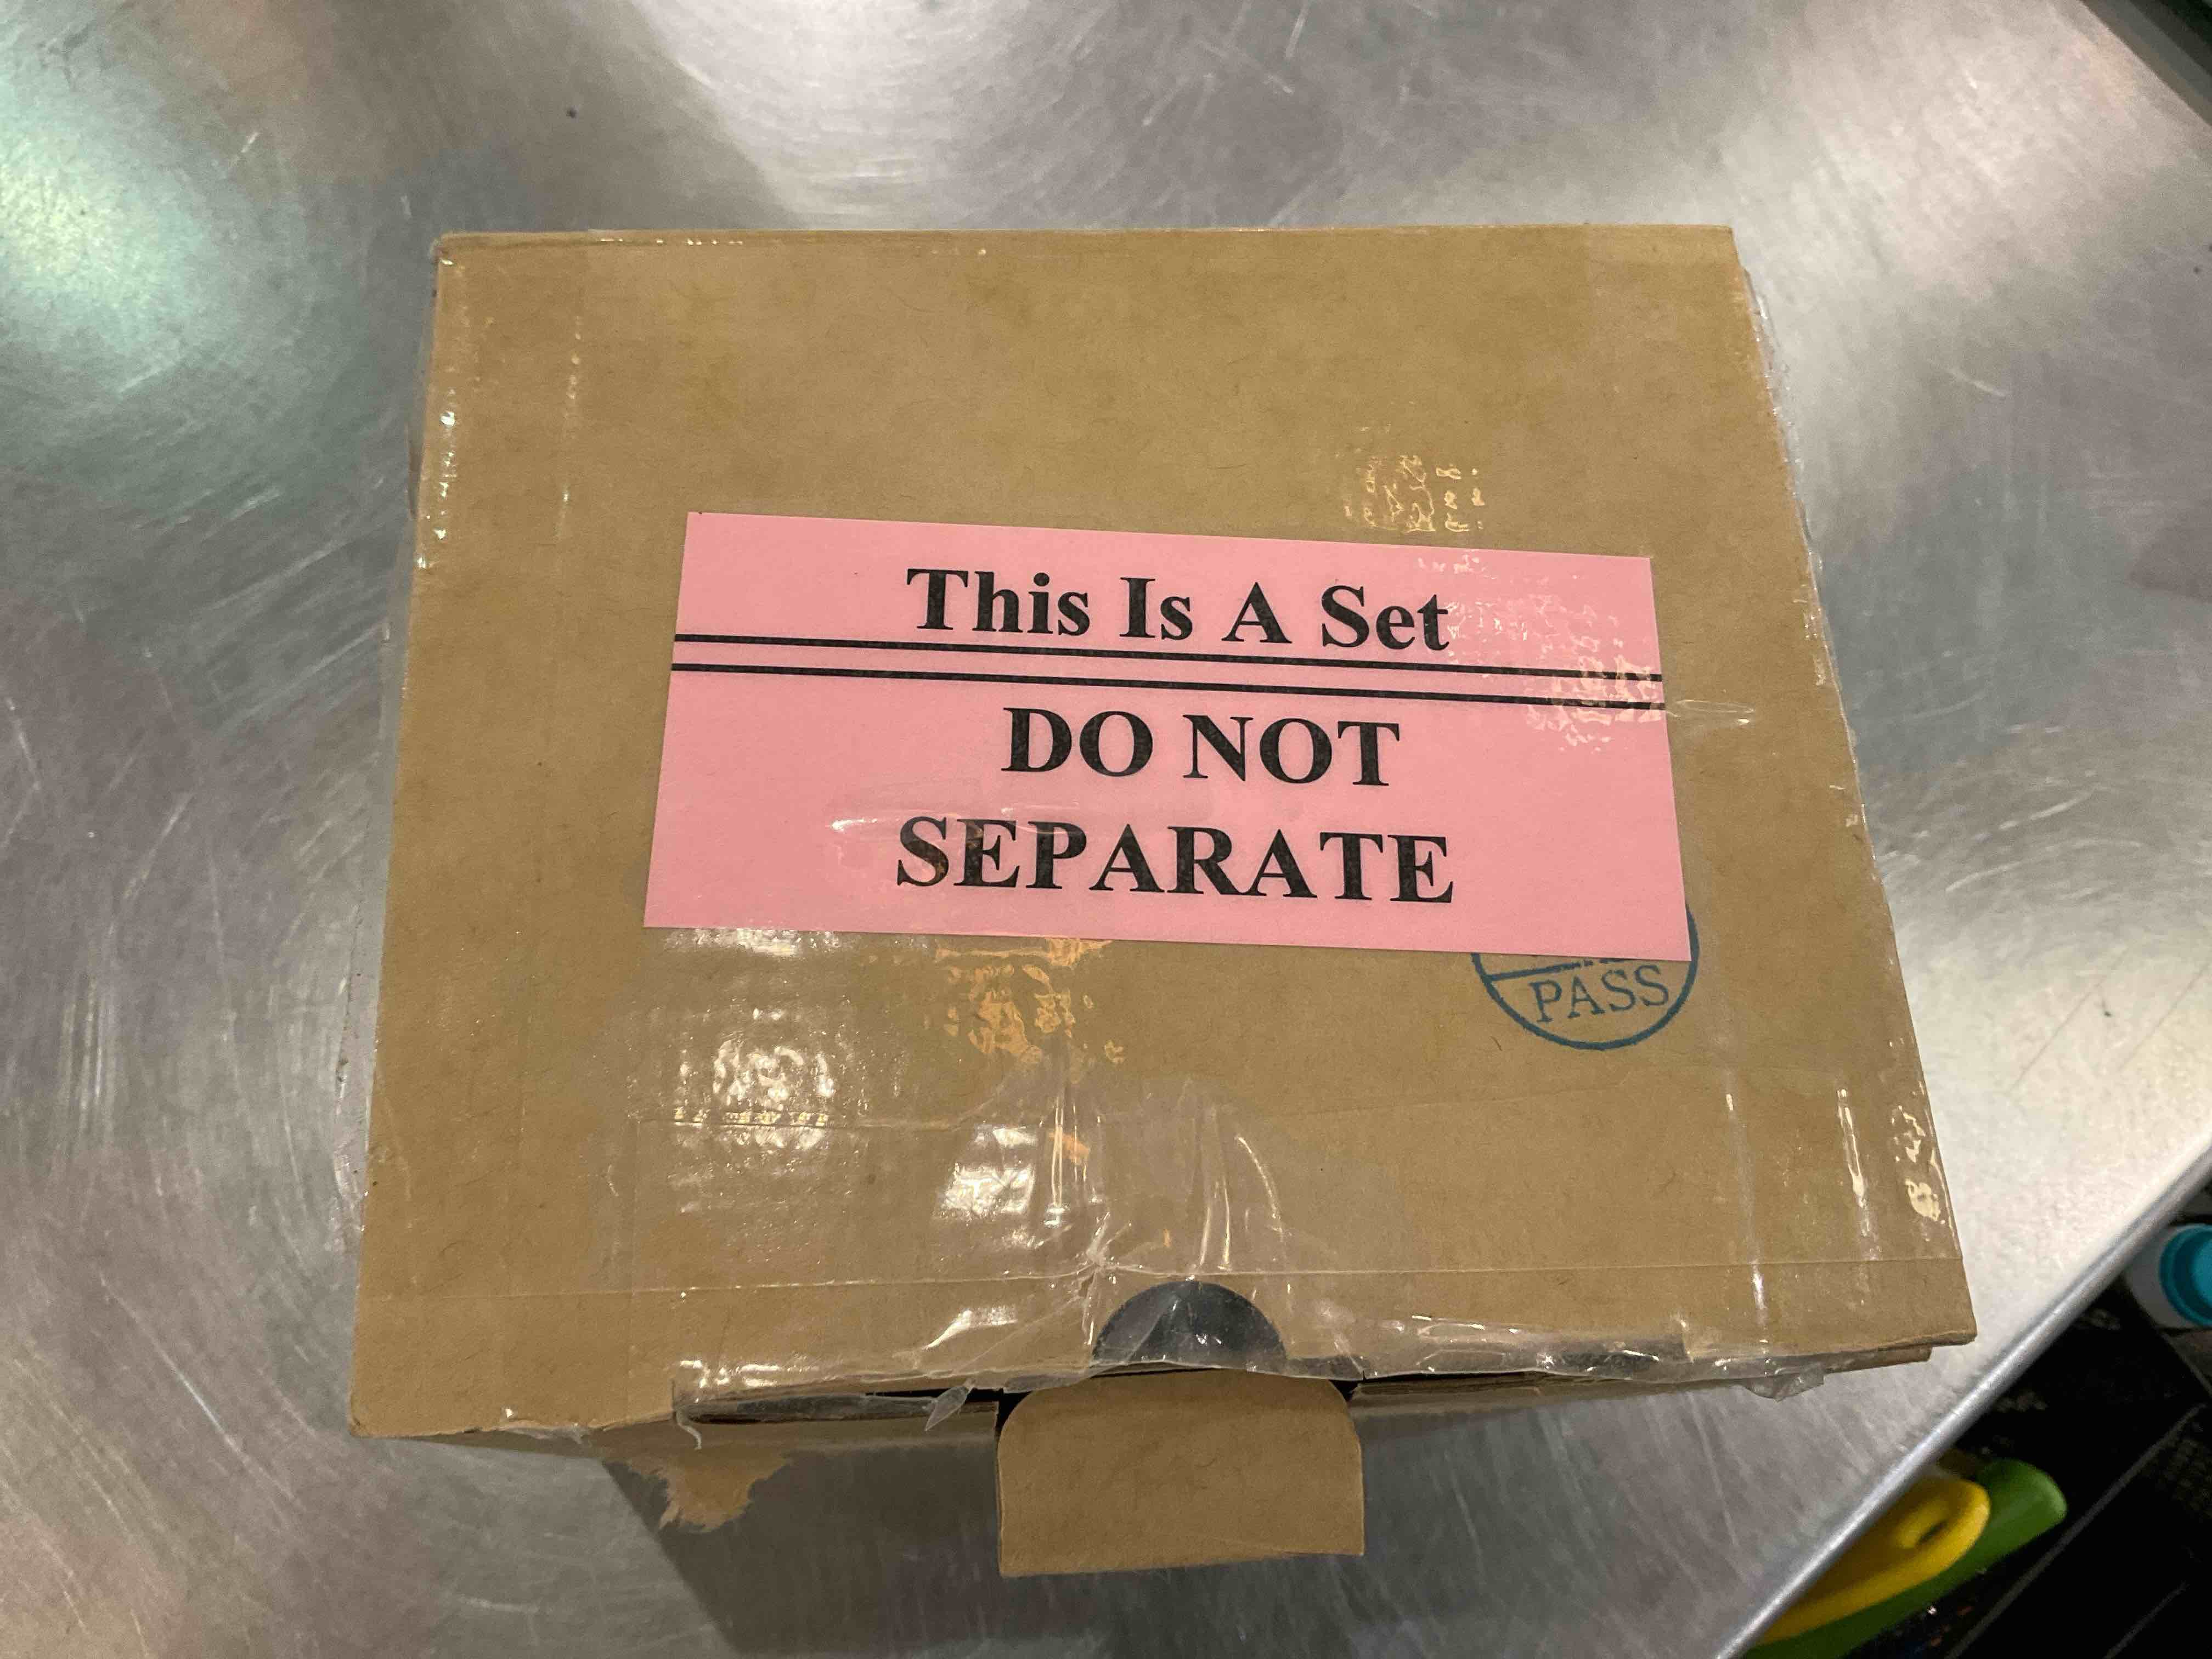 This Is A Set
DO NOT
SEPARATE
PASS